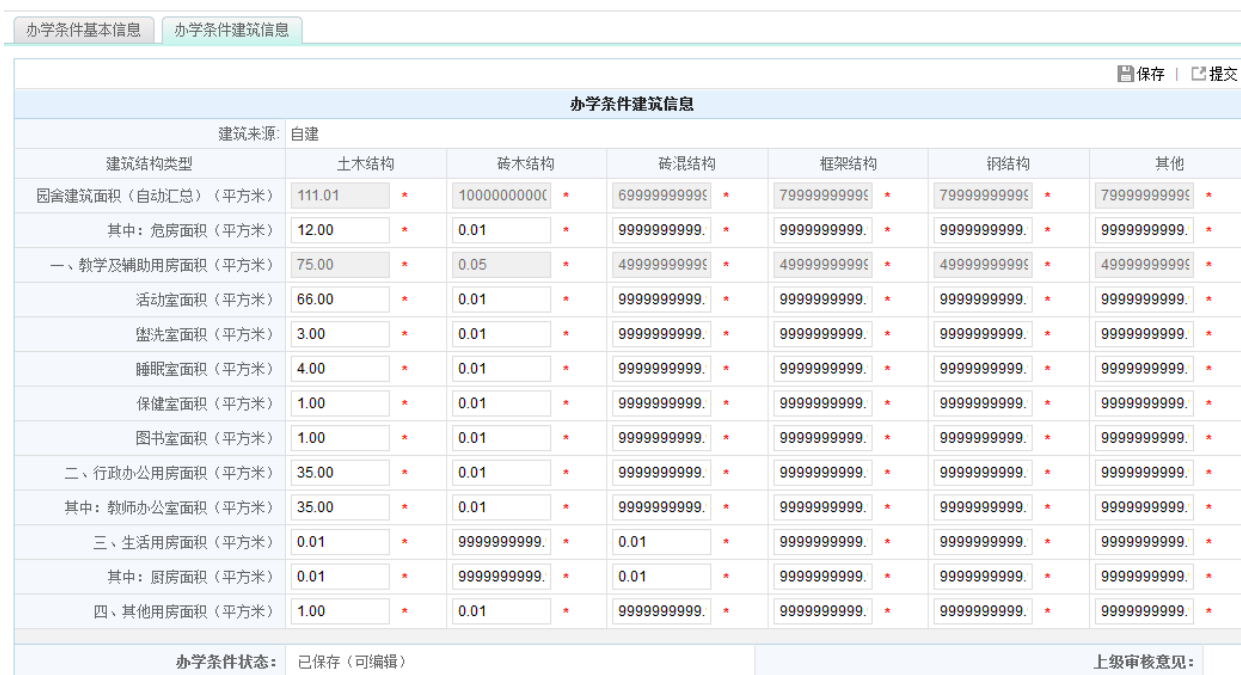 办学条件基本信息 办学条件建筑信息
保存 | 提交
办学条件建筑信息
建筑来源: 自建
建筑结构类型 土木结构 砖木结构 砖混结构 框架结构 钢结构 其他
园舍建筑面积（自动汇总）（平方米） 111.01 * 10000000000 * 69999999999 * 79999999999 * 79999999999 * 79999999999 *
其中: 危房面积（平方米） 12.00 * 0.01 * 9999999999. * 9999999999. * 9999999999. * 9999999999. *
一、教学及辅助用房面积（平方米） 75.00 * 0.05 * 49999999999 * 49999999999 * 49999999999 * 49999999999 *
活动室面积（平方米） 66.00 * 0.01 * 9999999999. * 9999999999. * 9999999999. * 9999999999. *
盥洗室面积（平方米） 3.00 * 0.01 * 9999999999. * 9999999999. * 9999999999. * 9999999999. *
睡眠室面积（平方米） 4.00 * 0.01 * 9999999999. * 9999999999. * 9999999999. * 9999999999. *
保健室面积（平方米） 1.00 * 0.01 * 9999999999. * 9999999999. * 9999999999. * 9999999999. *
图书室面积（平方米） 1.00 * 0.01 * 9999999999. * 9999999999. * 9999999999. * 9999999999. *
二、行政办公用房面积（平方米） 35.00 * 0.01 * 9999999999. * 9999999999. * 9999999999. * 9999999999. *
其中: 教师办公室面积（平方米） 35.00 * 0.01 * 9999999999. * 9999999999. * 9999999999. * 9999999999. *
三、生活用房面积（平方米） 0.01 * 9999999999. * 0.01 * 9999999999. * 9999999999. * 9999999999. *
其中: 厨房面积（平方米） 0.01 * 9999999999. * 0.01 * 9999999999. * 9999999999. * 9999999999. *
四、其他用房面积（平方米） 1.00 * 0.01 * 9999999999. * 9999999999. * 9999999999. * 9999999999. *
办学条件状态: 已保存（可编辑） 上级审核意见: